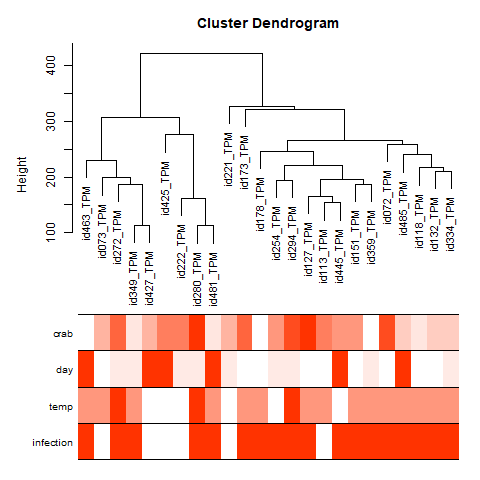 Cluster Dendrogram
Height
400
300
200
100
id463_TPM
id073_TPM
id272_TPM
id349_TPM
id427_TPM
id425_TPM
id222_TPM
id280_TPM
id481_TPM
id221_TPM
id173_TPM
id178_TPM
id254_TPM
id294_TPM
id127_TPM
id113_TPM
id445_TPM
id151_TPM
id359_TPM
id072_TPM
id485_TPM
id118_TPM
id132_TPM
id334_TPM
crab
day
temp
infection